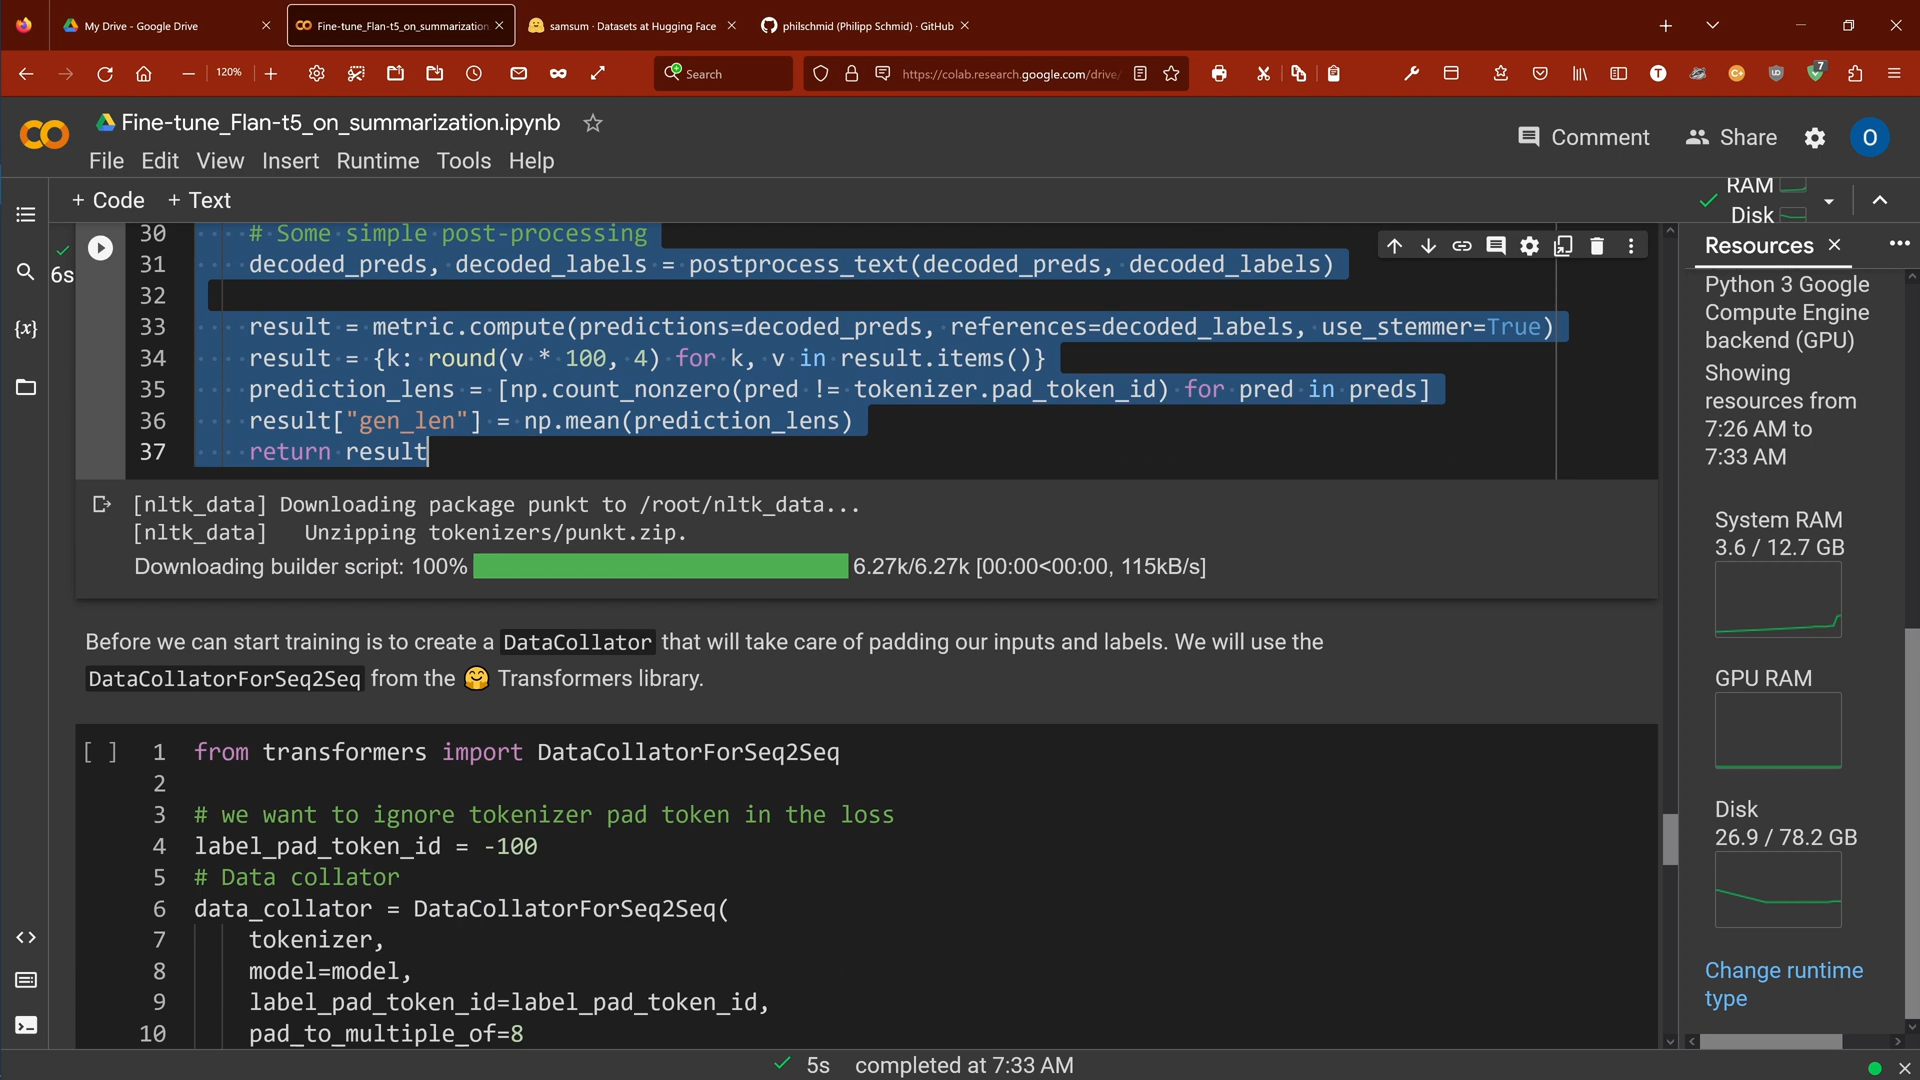 My Drive - Google Drive
Fine-tune_Flan-t5_on_summarization.
samsum · Datasets at Hugging Face
philschmid (Philipp Schmid) · GitHub
120%
Search
https://colab.research.google.com/drive/
7
Fine-tune_Flan-t5_on_summarization.ipynb
File Edit View Insert Runtime Tools Help
Comment
Share
O
+ Code + Text
RAM
Disk
6s
30 # Some simple post-processing
31 decoded_preds, decoded_labels = postprocess_text(decoded_preds, decoded_labels)
32
33 result = metric.compute(predictions=decoded_preds, references=decoded_labels, use_stemmer=True)
34 result = {k: round(v * 100, 4) for k, v in result.items()}
35 prediction_lens = [np.count_nonzero(pred != tokenizer.pad_token_id) for pred in preds]
36 result["gen_len"] = np.mean(prediction_lens)
37 return result
[nltk_data] Downloading package punkt to /root/nltk_data...
[nltk_data]   Unzipping tokenizers/punkt.zip.
Downloading builder script: 100% 6.27k/6.27k [00:00<00:00, 115kB/s]
Before we can start training is to create a DataCollator that will take care of padding our inputs and labels. We will use the
DataCollatorForSeq2Seq from the 🤗 Transformers library.
[ ] 1 from transformers import DataCollatorForSeq2Seq
2
3 # we want to ignore tokenizer pad token in the loss
4 label_pad_token_id = -100
5 # Data collator
6 data_collator = DataCollatorForSeq2Seq(
7 tokenizer,
8 model=model,
9 label_pad_token_id=label_pad_token_id,
10 pad_to_multiple_of=8
Resources
Python 3 Google
Compute Engine
backend (GPU)
Showing
resources from
7:26 AM to
7:33 AM
System RAM
3.6 / 12.7 GB
GPU RAM
Disk
26.9 / 78.2 GB
Change runtime
type
5s completed at 7:33 AM